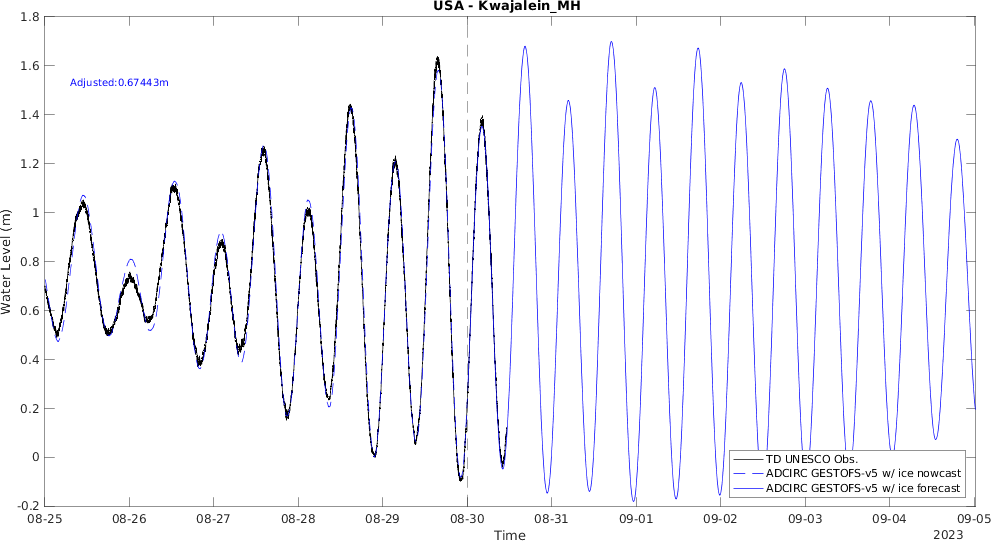 USA - Kwajalein_MH
1.8
1.6
1.4
1.2
1
0.8
0.6
0.4
0.2
0
-0.2
Water Level (m)
Adjusted:0.67443m
TD UNESCO Obs.
ADCIRC GESTOFS-v5 w/ ice nowcast
ADCIRC GESTOFS-v5 w/ ice forecast
08-25 08-26 08-27 08-28 08-29 08-30 08-31 09-01 09-02 09-03 09-04 09-05
Time
2023